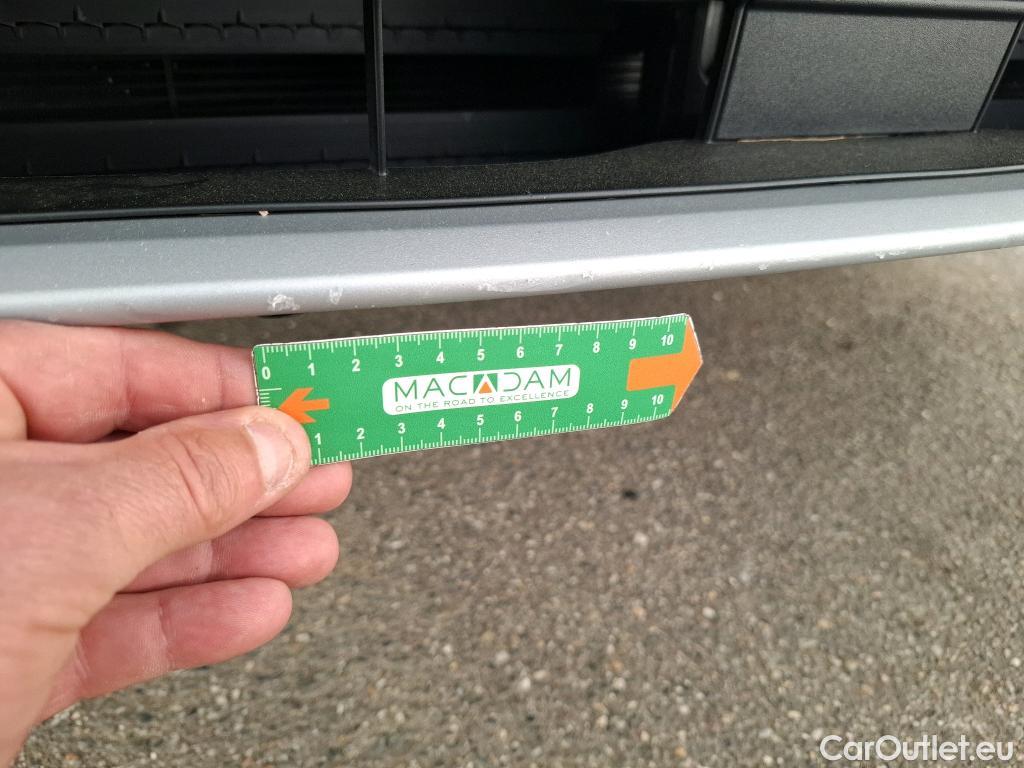 0 1 2 3 4 5 6 7 8 9 10
MACADAM
ON THE ROAD TO EXCELLENCE
1 2 3 4 5 6 7 8 9 10
CarOutlet.eu